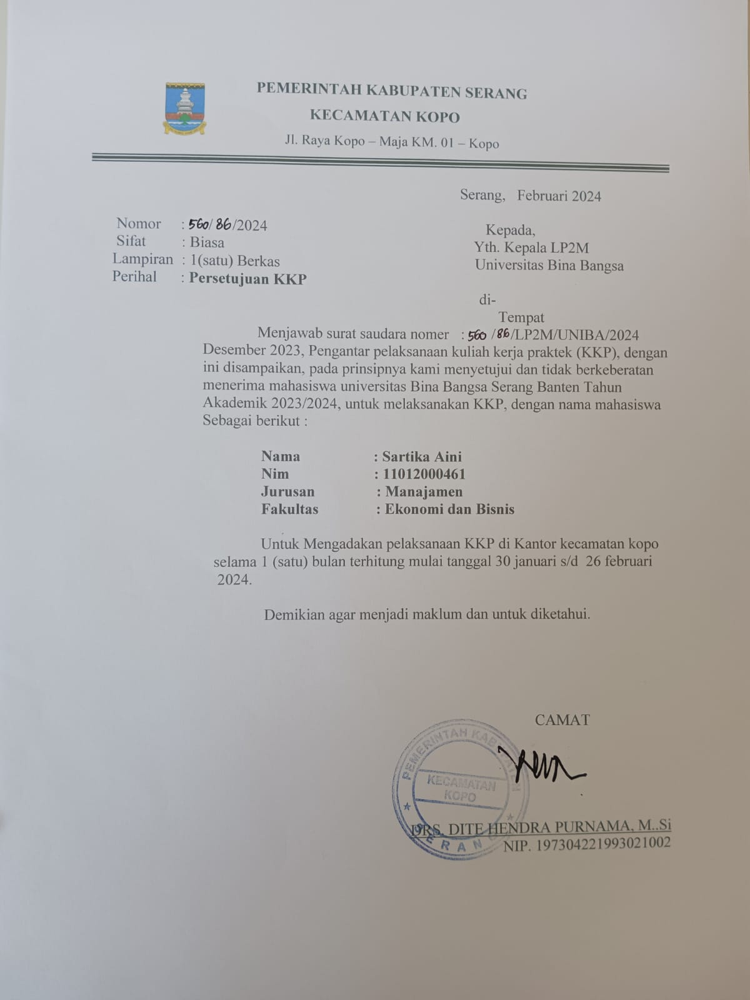 PEMERINTAH KABUPATEN SERANG
KECAMATAN KOPO
Jl. Raya Kopo – Maja KM. 01 – Kopo
Serang, Februari 2024
Nomor : 560/86/2024
Sifat : Biasa
Lampiran : 1(satu) Berkas
Perihal : Persetujuan KKP
Kepada,
Yth. Kepala LP2M
Universitas Bina Bangsa
di-
Tempat
Menjawab surat saudara nomer : 560/86/LP2M/UNIBA/2024
Desember 2023, Pengantar pelaksanaan kuliah kerja praktek (KKP), dengan
ini disampaikan, pada prinsipnya kami menyetujui dan tidak berkeberatan
menerima mahasiswa universitas Bina Bangsa Serang Banten Tahun
Akademik 2023/2024, untuk melaksanakan KKP, dengan nama mahasiswa
Sebagai berikut :
Nama : Sartika Aini
Nim : 11012000461
Jurusan : Manajamen
Fakultas : Ekonomi dan Bisnis
Untuk Mengadakan pelaksanaan KKP di Kantor kecamatan kopo
selama 1 (satu) bulan terhitung mulai tanggal 30 januari s/d 26 februari
2024.
Demikian agar menjadi maklum dan untuk diketahui.
CAMAT
PEMERINTAH KABUPATEN
KECAMATAN
KOPO
SERANG
DRS. DITE HENDRA PURNAMA, M..Si
NIP. 197304221993021002